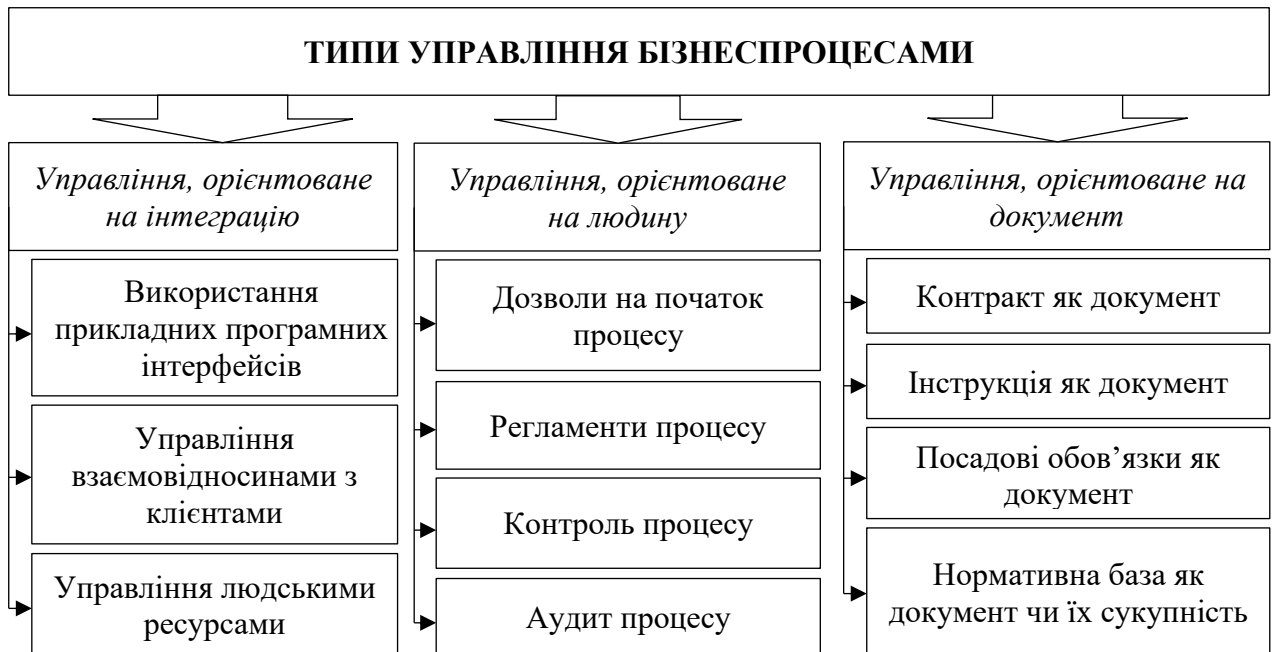 ТИПИ УПРАВЛІННЯ БІЗНЕСПРОЦЕСАМИ
Управління, орієнтоване
на інтеграцію
Використання
прикладних програмних
інтерфейсів
Управління
взаємовідносинами з
клієнтами
Управління людськими
ресурсами
Управління, орієнтоване
на людину
Дозволи на початок
процесу
Регламенти процесу
Контроль процесу
Аудит процесу
Управління, орієнтоване на
документ
Контракт як документ
Інструкція як документ
Посадові обов’язки як
документ
Нормативна база як
документ чи їх сукупність